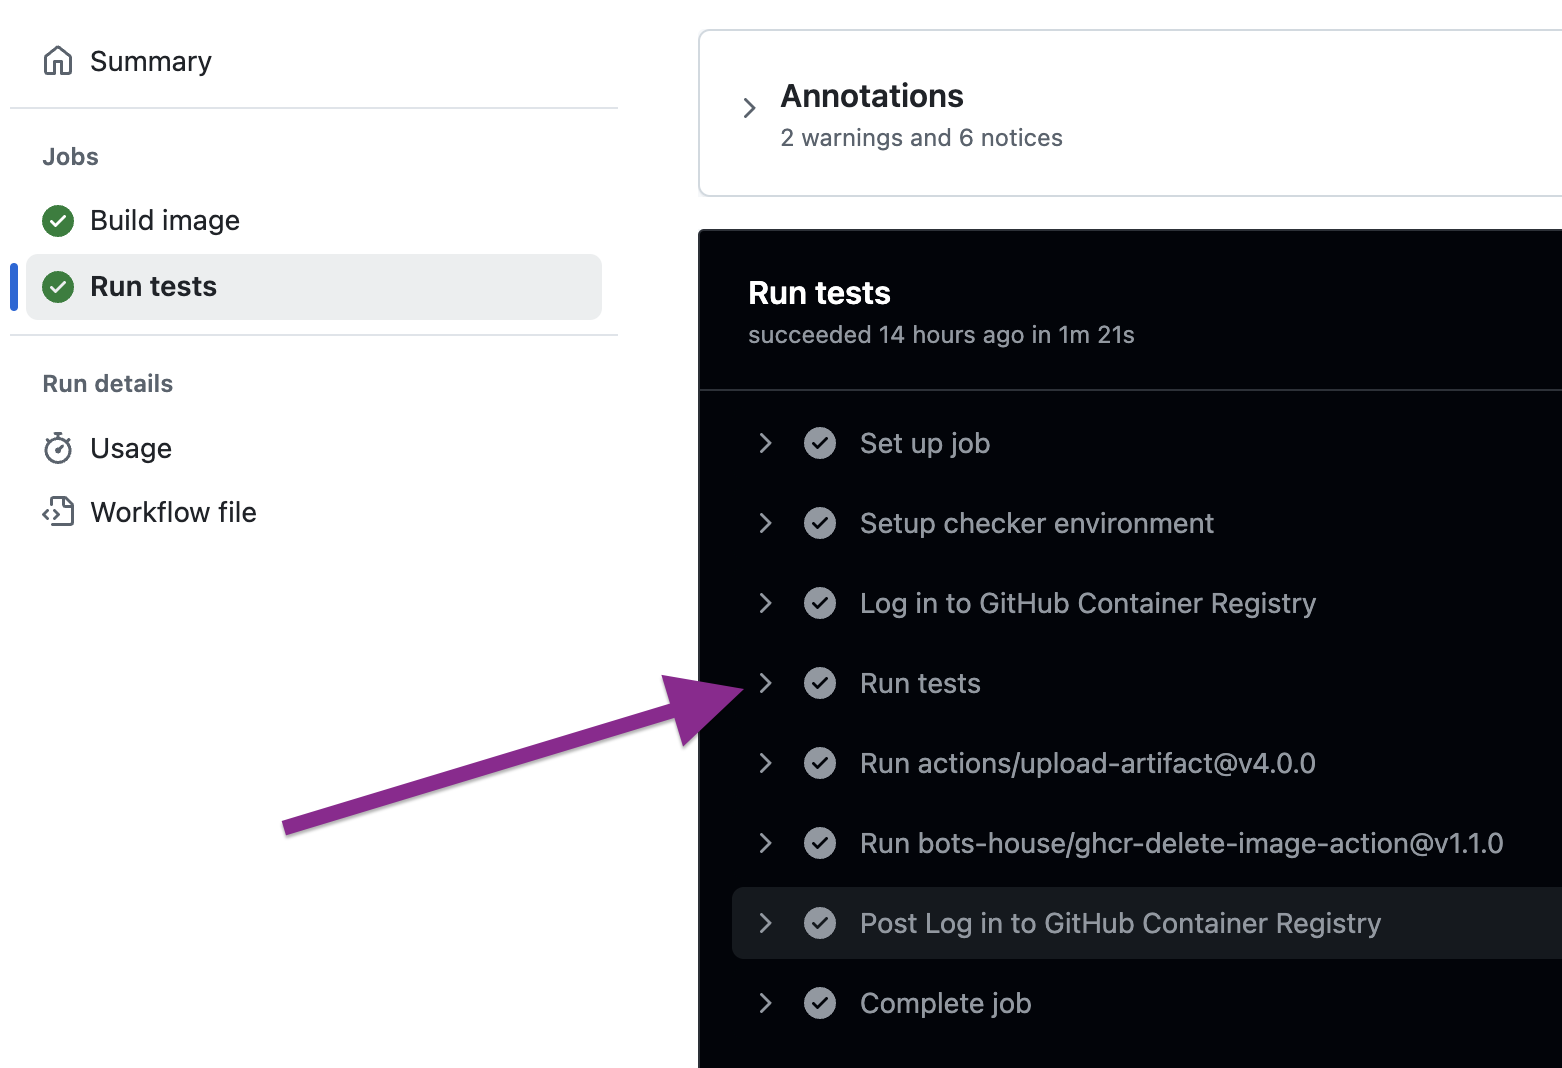 Summary
Jobs
Build image
Run tests
Run details
Usage
Workflow file
Annotations
2 warnings and 6 notices
Run tests
succeeded 14 hours ago in 1m 21s
Set up job
Setup checker environment
Log in to GitHub Container Registry
Run tests
Run actions/upload-artifact@v4.0.0
Run bots-house/ghcr-delete-image-action@v1.1.0
Post Log in to GitHub Container Registry
Complete job